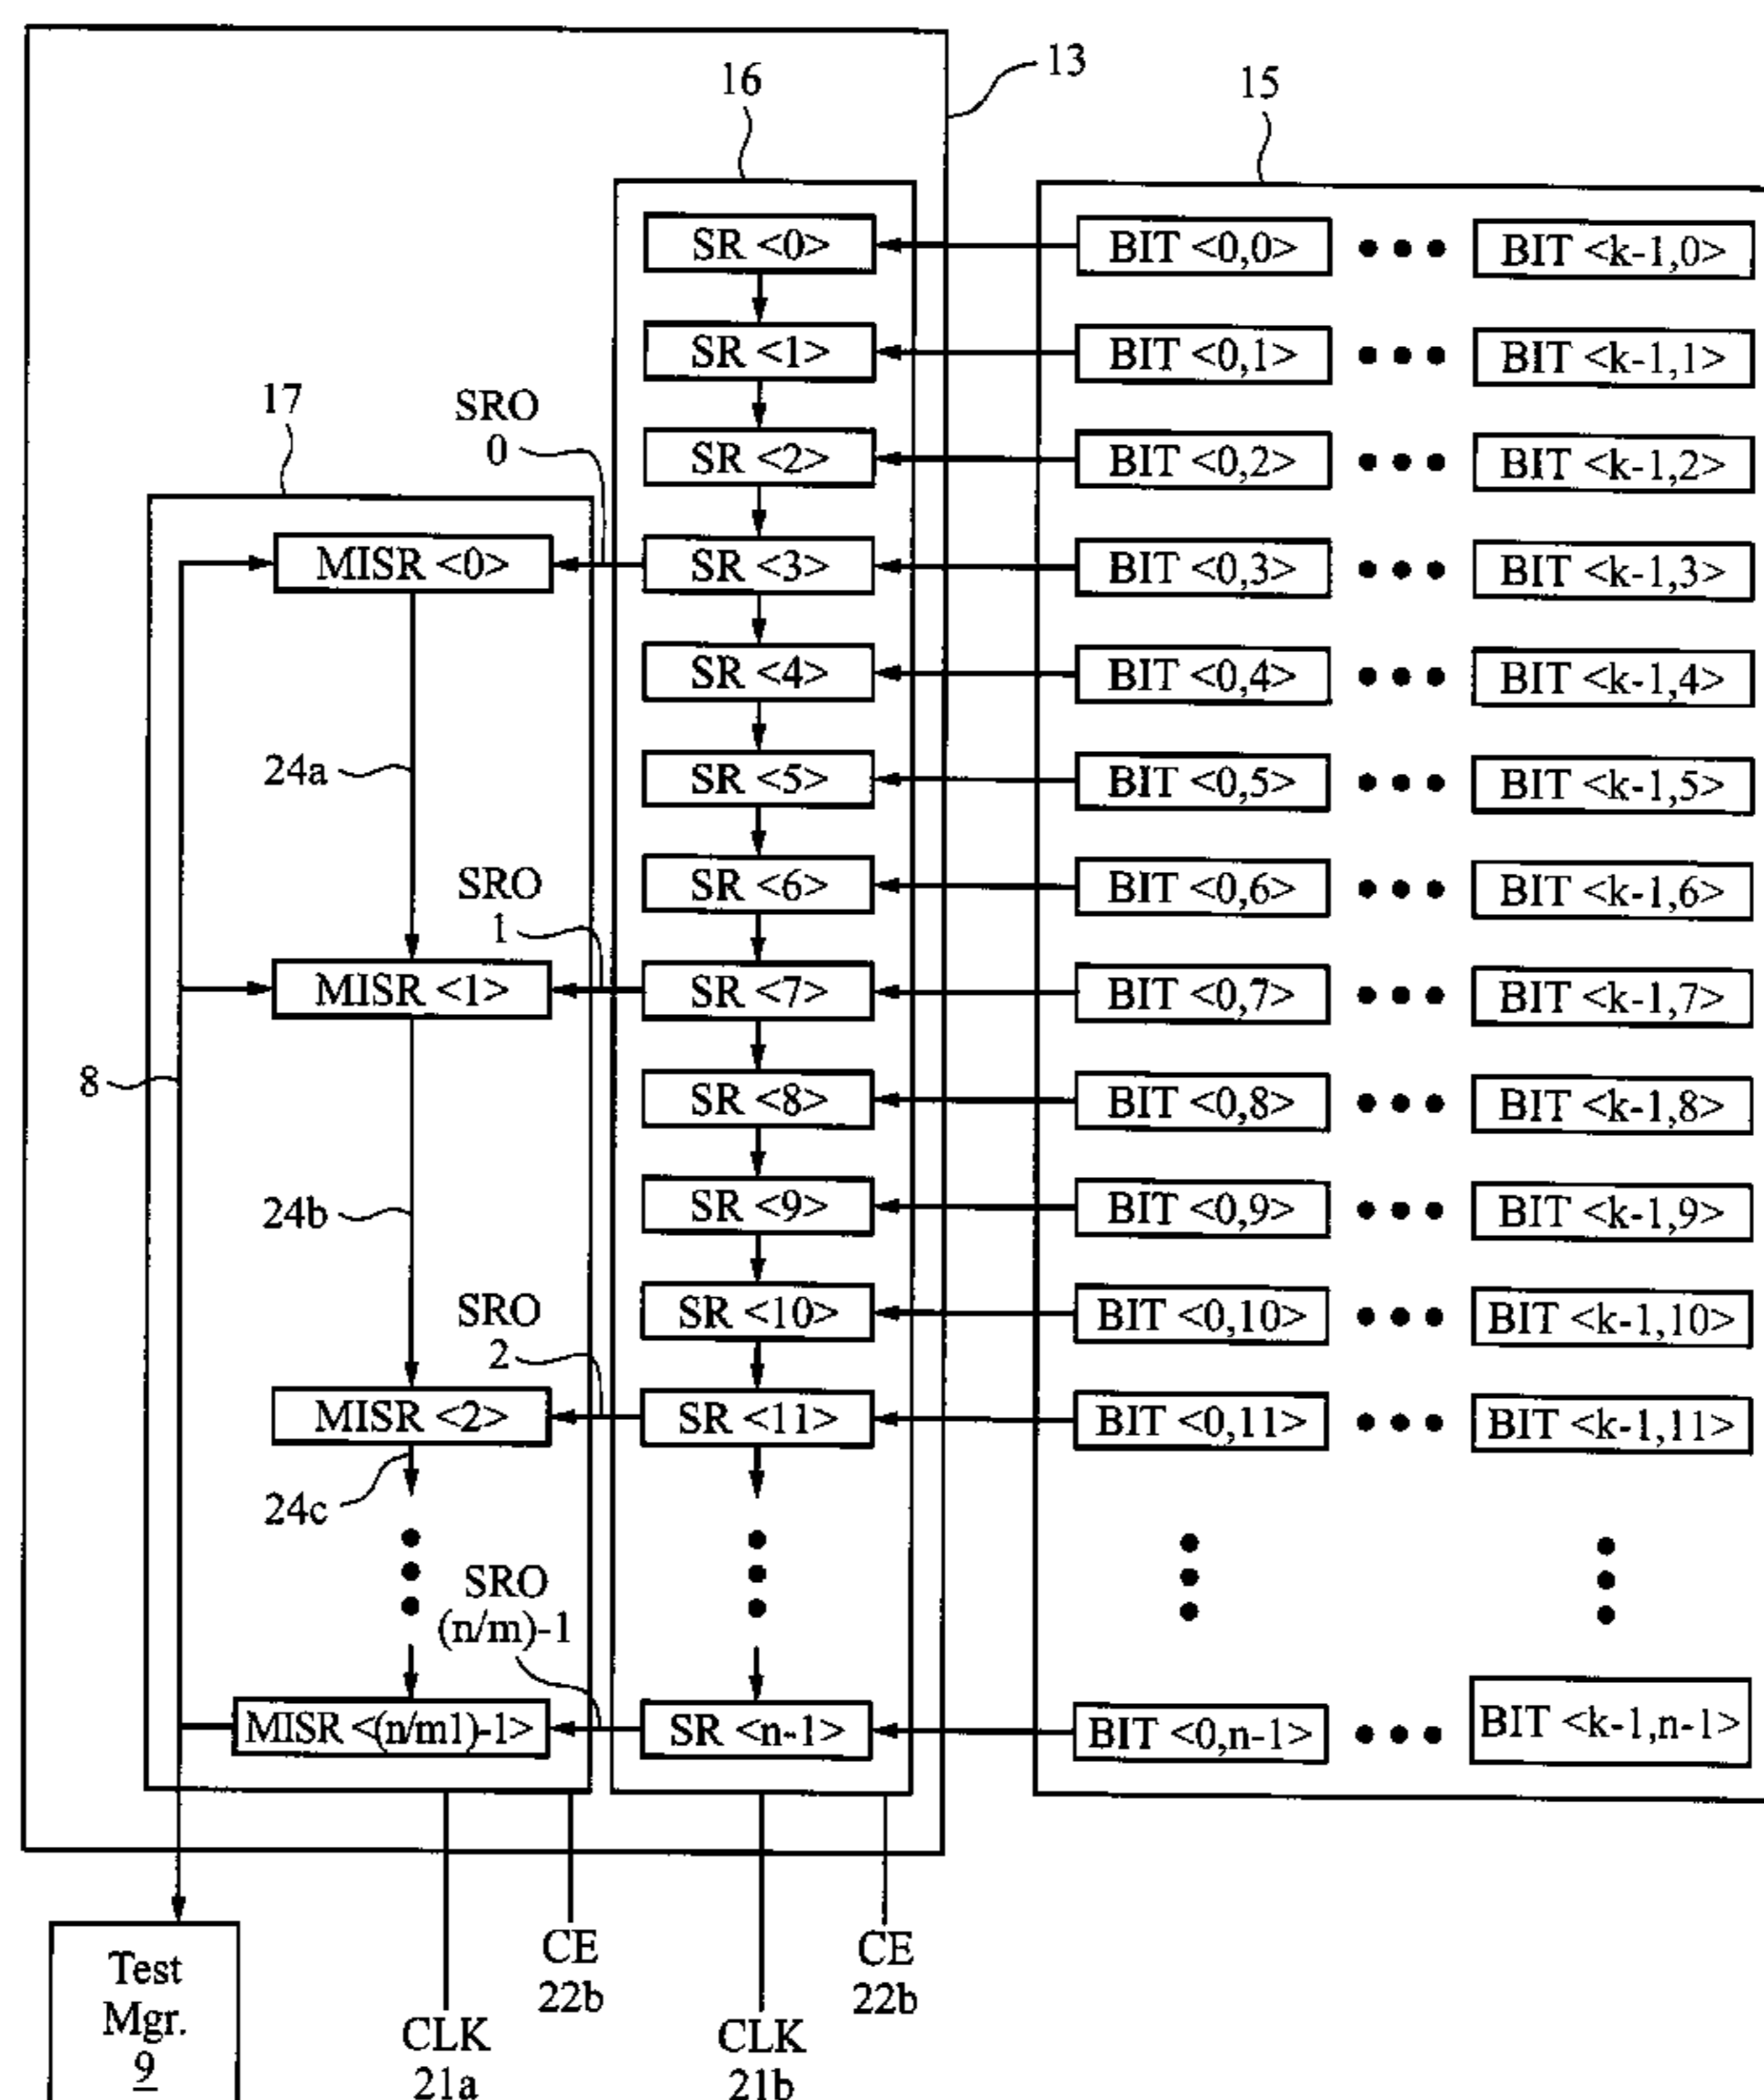 13
16
15
SR <0>
BIT <0,0>
BIT <k-1,0>
SR <1>
BIT <0,1>
BIT <k-1,1>
17
SRO
0
SR <2>
BIT <0,2>
BIT <k-1,2>
MISR <0>
SR <3>
BIT <0,3>
BIT <k-1,3>
SR <4>
BIT <0,4>
BIT <k-1,4>
24a
SR <5>
BIT <0,5>
BIT <k-1,5>
SRO
1
SR <6>
BIT <0,6>
BIT <k-1,6>
MISR <1>
SR <7>
BIT <0,7>
BIT <k-1,7>
8
SR <8>
BIT <0,8>
BIT <k-1,8>
24b
SR <9>
BIT <0,9>
BIT <k-1,9>
SRO
2
SR <10>
BIT <0,10>
BIT <k-1,10>
MISR <2>
SR <11>
BIT <0,11>
BIT <k-1,11>
24c
SRO
(n/m)-1
MISR <(n/m1)-1>
SR <n-1>
BIT <0,n-1>
BIT <k-1,n-1>
Test
Mgr.
9
CLK
21a
CE
22b
CLK
21b
CE
22b